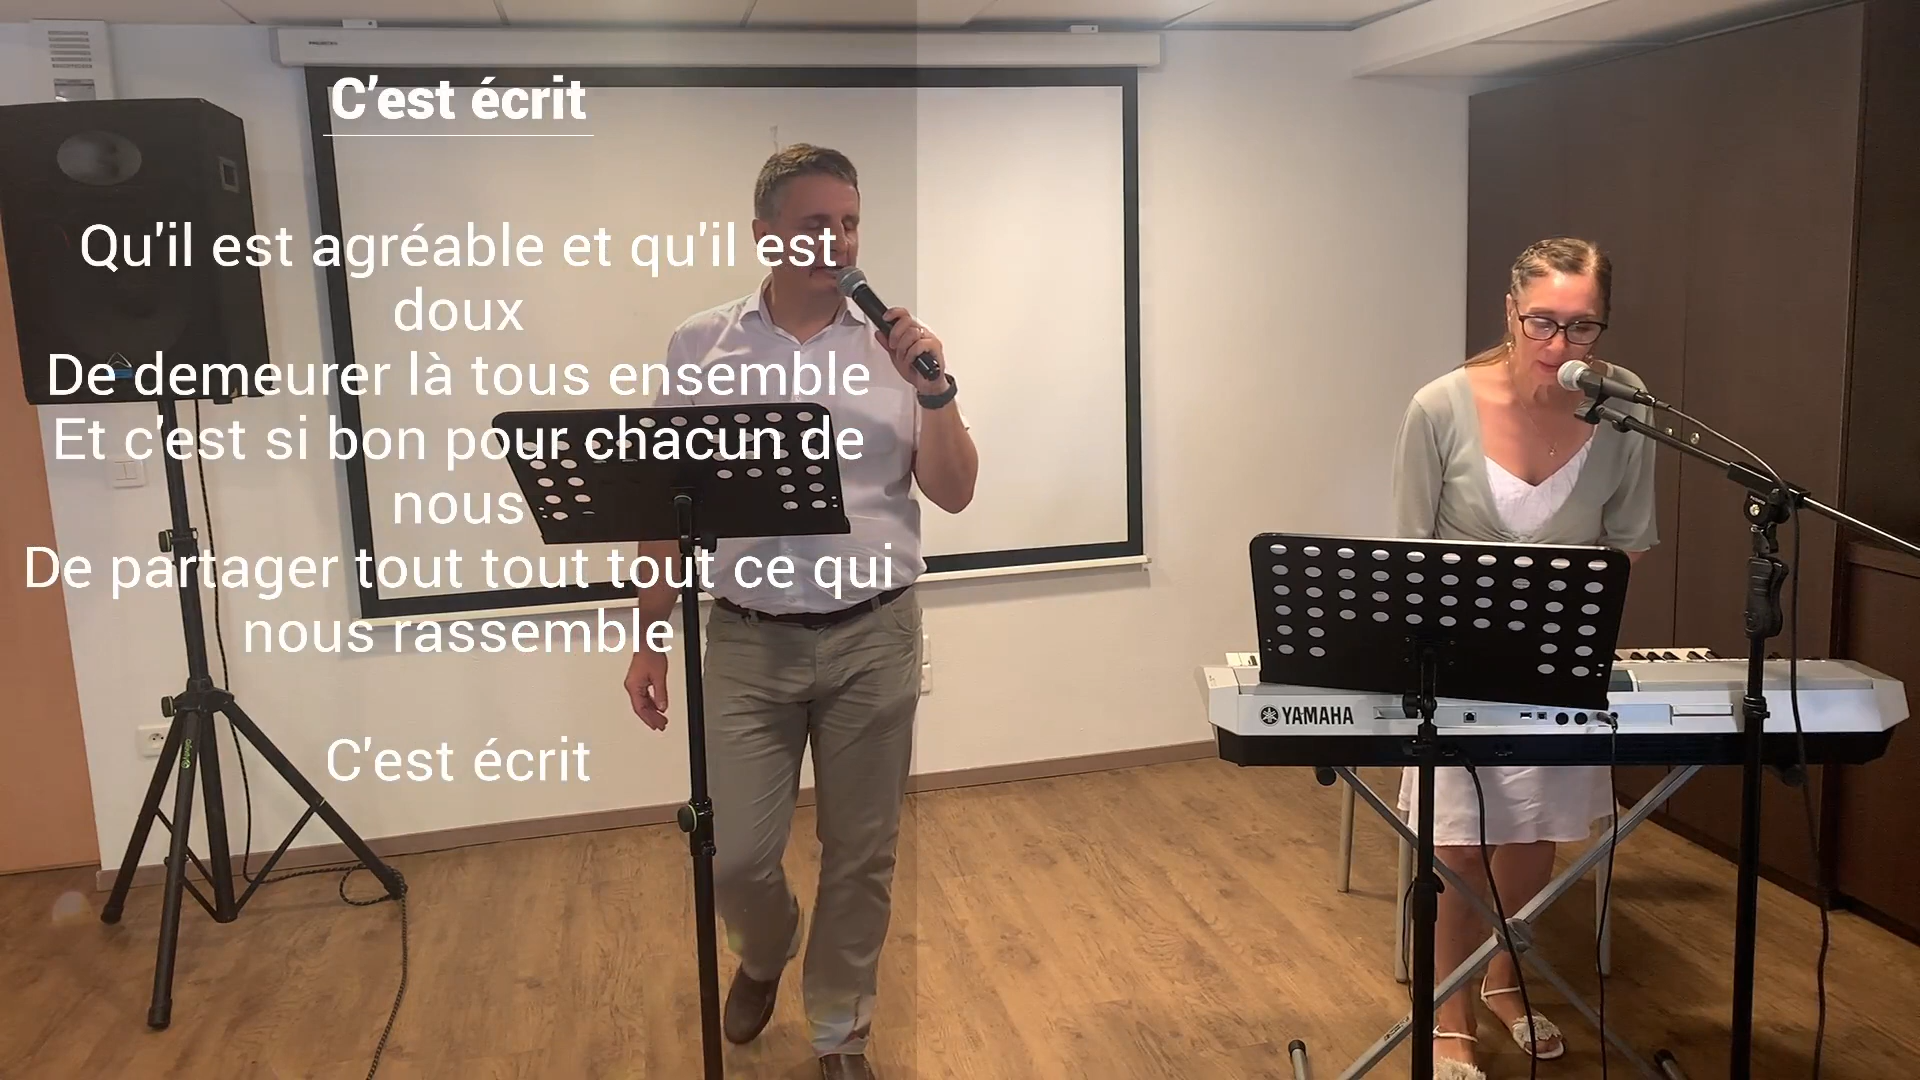 C'est écrit
Qu'il est agréable et qu'il est
doux
De demeurer là tous ensemble
Et c'est si bon pour chacun de
nous
De partager tout tout tout ce qui
nous rassemble
C'est écrit
YAMAHA